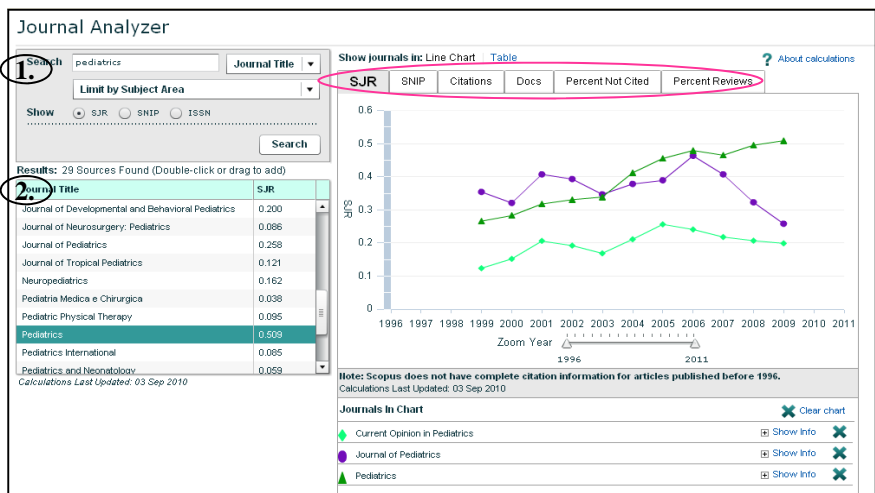 Journal Analyzer
1.
Search pediatrics Journal Title
Limit by Subject Area
Show SJR SNIP ISSN
Search
Results: 29 Sources Found (Double-click or drag to add)
2.
Journal Title SJR
Journal of Developmental and Behavioral Pediatrics 0.200
Journal of Neurosurgery: Pediatrics 0.086
Journal of Pediatrics 0.258
Journal of Tropical Pediatrics 0.121
Neuropediatrics 0.162
Pediatria Medica e Chirurgica 0.038
Pediatric Physical Therapy 0.095
Pediatrics 0.509
Pediatrics International 0.085
Pediatrics and Neonatology 0.059
Calculations Last Updated: 03 Sep 2010
Show journals in: Line Chart | Table
? About calculations
SJR SNIP Citations Docs Percent Not Cited Percent Reviews
0.6
0.5
0.4
0.3
0.2
0.1
0
SJR
1996 1997 1998 1999 2000 2001 2002 2003 2004 2005 2006 2007 2008 2009 2010 2011
Zoom Year
1996 2011
Note: Scopus does not have complete citation information for articles published before 1996.
Calculations Last Updated: 03 Sep 2010
Journals In Chart Clear chart
Current Opinion in Pediatrics Show Info
Journal of Pediatrics Show Info
Pediatrics Show Info